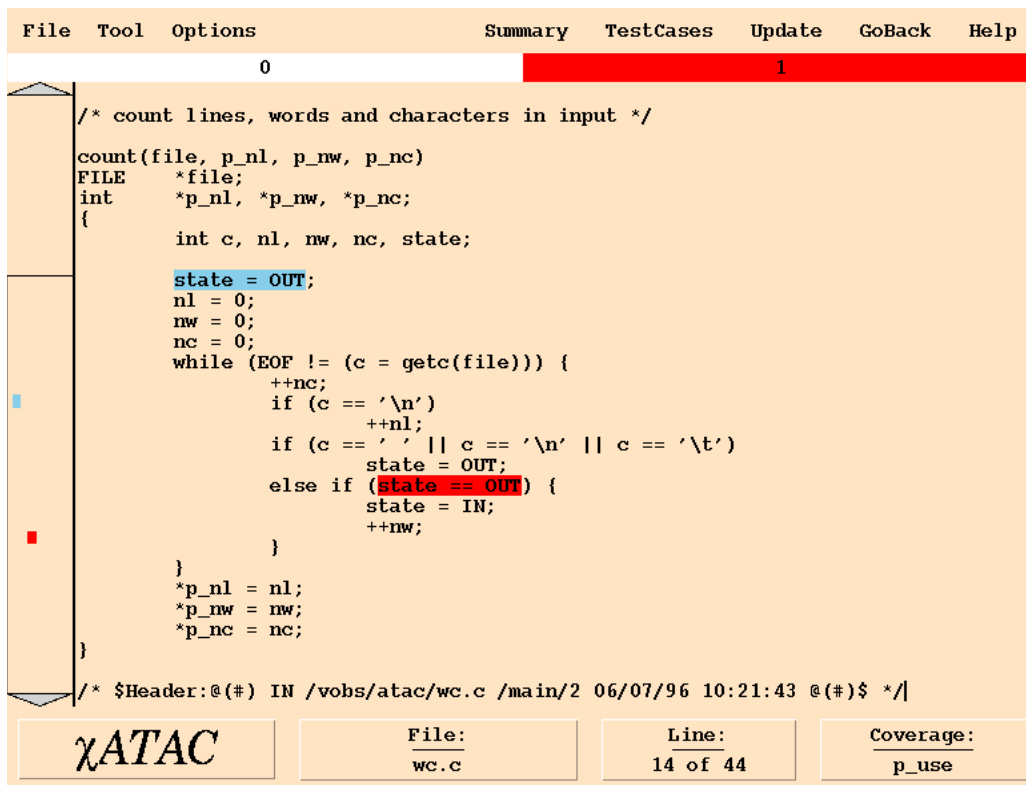 File Tool Options Summary TestCases Update GoBack Help
0 1
/* count lines, words and characters in input */
count(file, p_nl, p_nw, p_nc)
FILE *file;
int *p_nl, *p_nw, *p_nc;
{
int c, nl, nw, nc, state;
state = OUT;
nl = 0;
nw = 0;
nc = 0;
while (EOF != (c = getc(file))) {
++nc;
if (c == '\n')
++nl;
if (c == ' ' || c == '\n' || c == '\t')
state = OUT;
else if (state == OUT) {
state = IN;
++nw;
}
}
*p_nl = nl;
*p_nw = nw;
*p_nc = nc;
}
/* $Header:@(#) IN /vobs/atac/wc.c /main/2 06/07/96 10:21:43 @(#)$ */
χATAC File: Line: Coverage:
wc.c 14 of 44 p_use